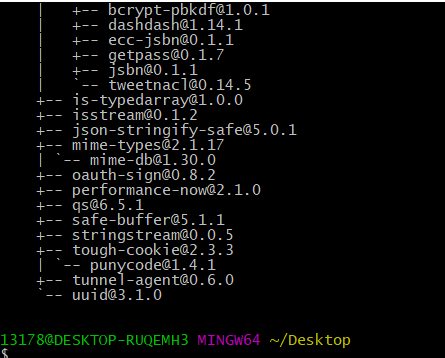 |   +-- bcrypt-pbkdf@1.0.1
|   +-- dashdash@1.14.1
|   +-- ecc-jsbn@0.1.1
|   +-- getpass@0.1.7
|   +-- jsbn@0.1.1
|   `-- tweetnacl@0.14.5
+-- is-typedarray@1.0.0
+-- isstream@0.1.2
+-- json-stringify-safe@5.0.1
+-- mime-types@2.1.17
| `-- mime-db@1.30.0
+-- oauth-sign@0.8.2
+-- performance-now@2.1.0
+-- qs@6.5.1
+-- safe-buffer@5.1.1
+-- stringstream@0.0.5
+-- tough-cookie@2.3.3
| `-- punycode@1.4.1
+-- tunnel-agent@0.6.0
`-- uuid@3.1.0
13178@DESKTOP-RUQEMH3 MINGW64 ~/Desktop
$